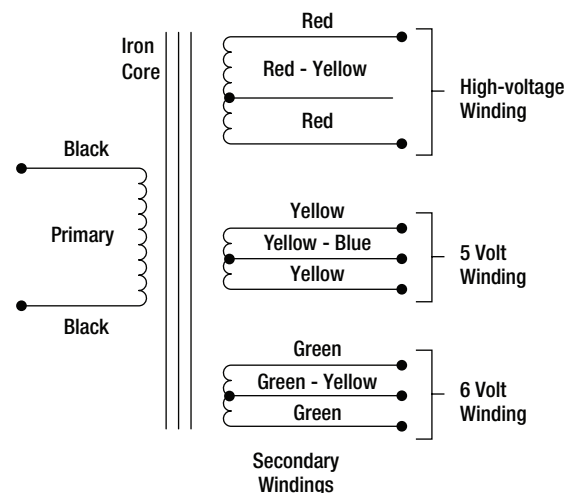 Iron
Core
Red
Red - Yellow
Red
High-voltage
Winding
Black
Primary
Black
Yellow
Yellow - Blue
Yellow
5 Volt
Winding
Green
Green - Yellow
Green
6 Volt
Winding
Secondary
Windings